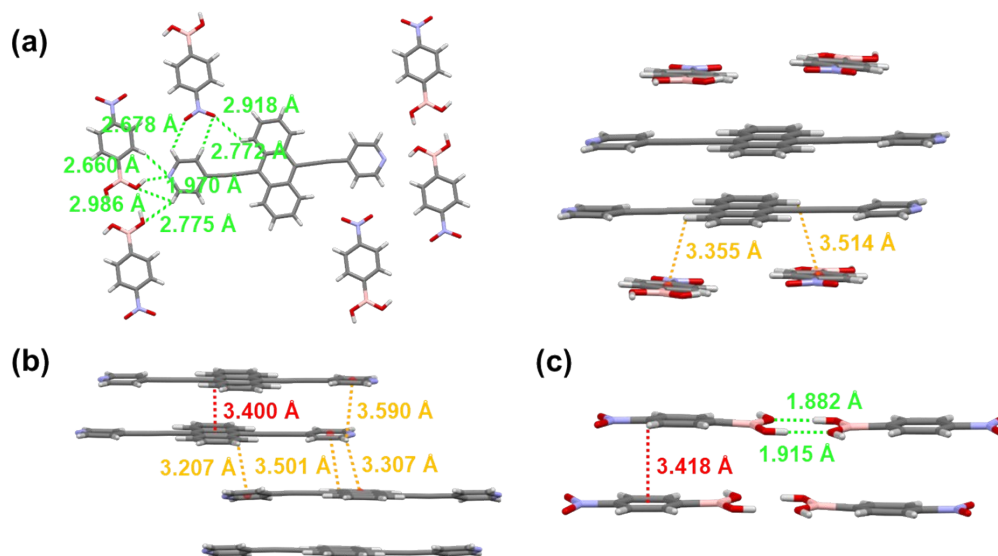 (a)
2.918 Å
2.678 Å
2.772 Å
2.660 Å
1.970 Å
2.986 Å
2.775 Å
3.355 Å
3.514 Å
(b)
3.400 Å
3.590 Å
3.207 Å
3.501 Å
3.307 Å
(c)
1.882 Å
1.915 Å
3.418 Å